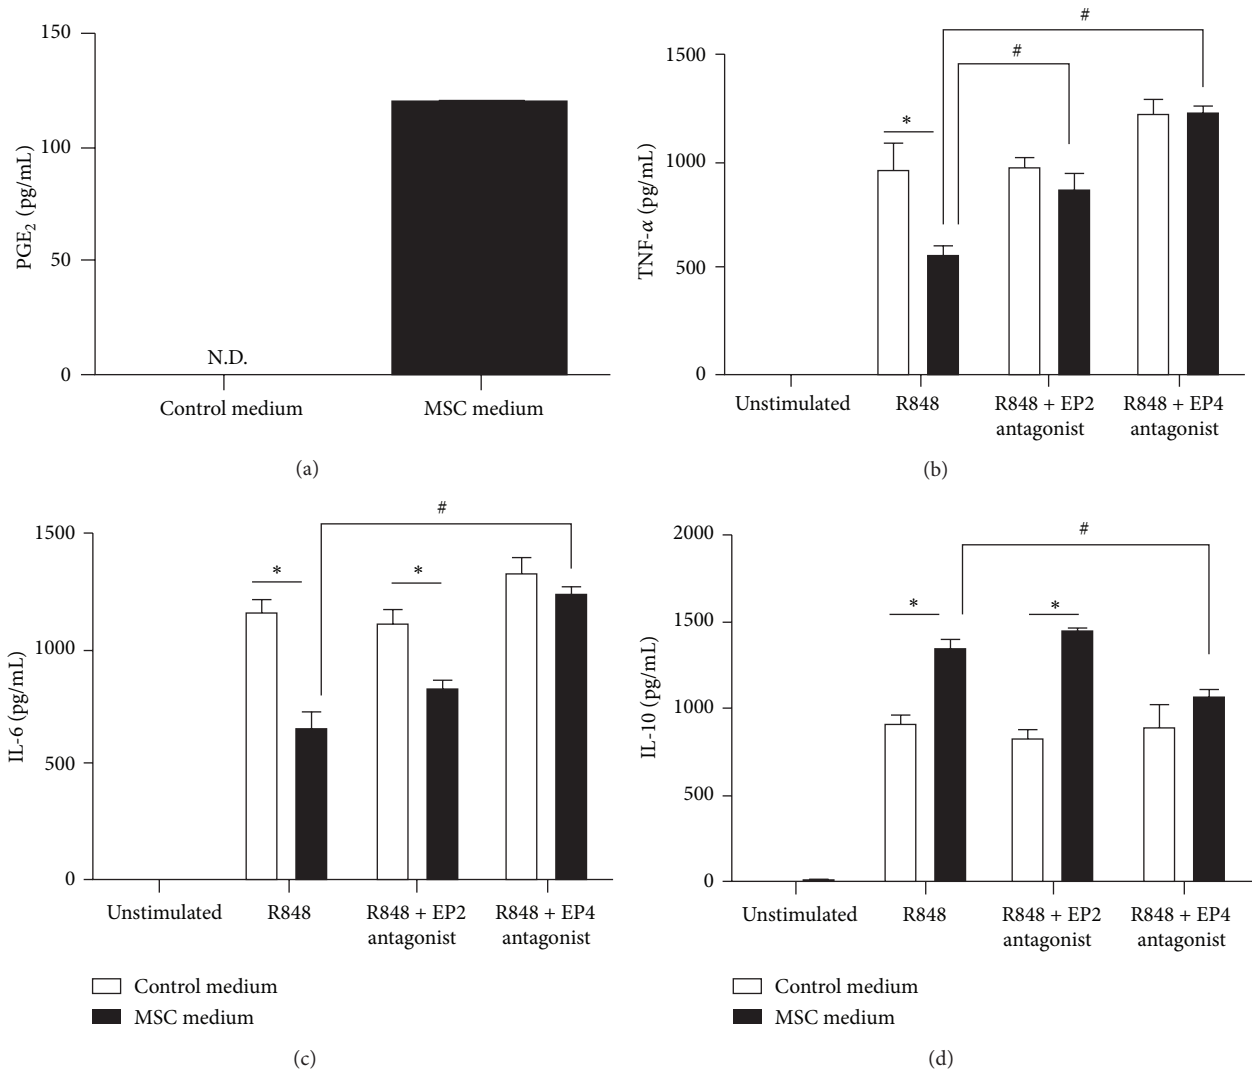 150
100
50
0
PGE₂ (pg/mL)
N.D.
Control medium
MSC medium
(a)
1500
1000
500
0
TNF-α (pg/mL)
#
#
*
Unstimulated
R848
R848 + EP2
antagonist
R848 + EP4
antagonist
(b)
1500
1000
500
0
IL-6 (pg/mL)
#
*
*
Unstimulated
R848
R848 + EP2
antagonist
R848 + EP4
antagonist
Control medium
MSC medium
(c)
2000
1500
1000
500
0
IL-10 (pg/mL)
#
*
*
Unstimulated
R848
R848 + EP2
antagonist
R848 + EP4
antagonist
Control medium
MSC medium
(d)